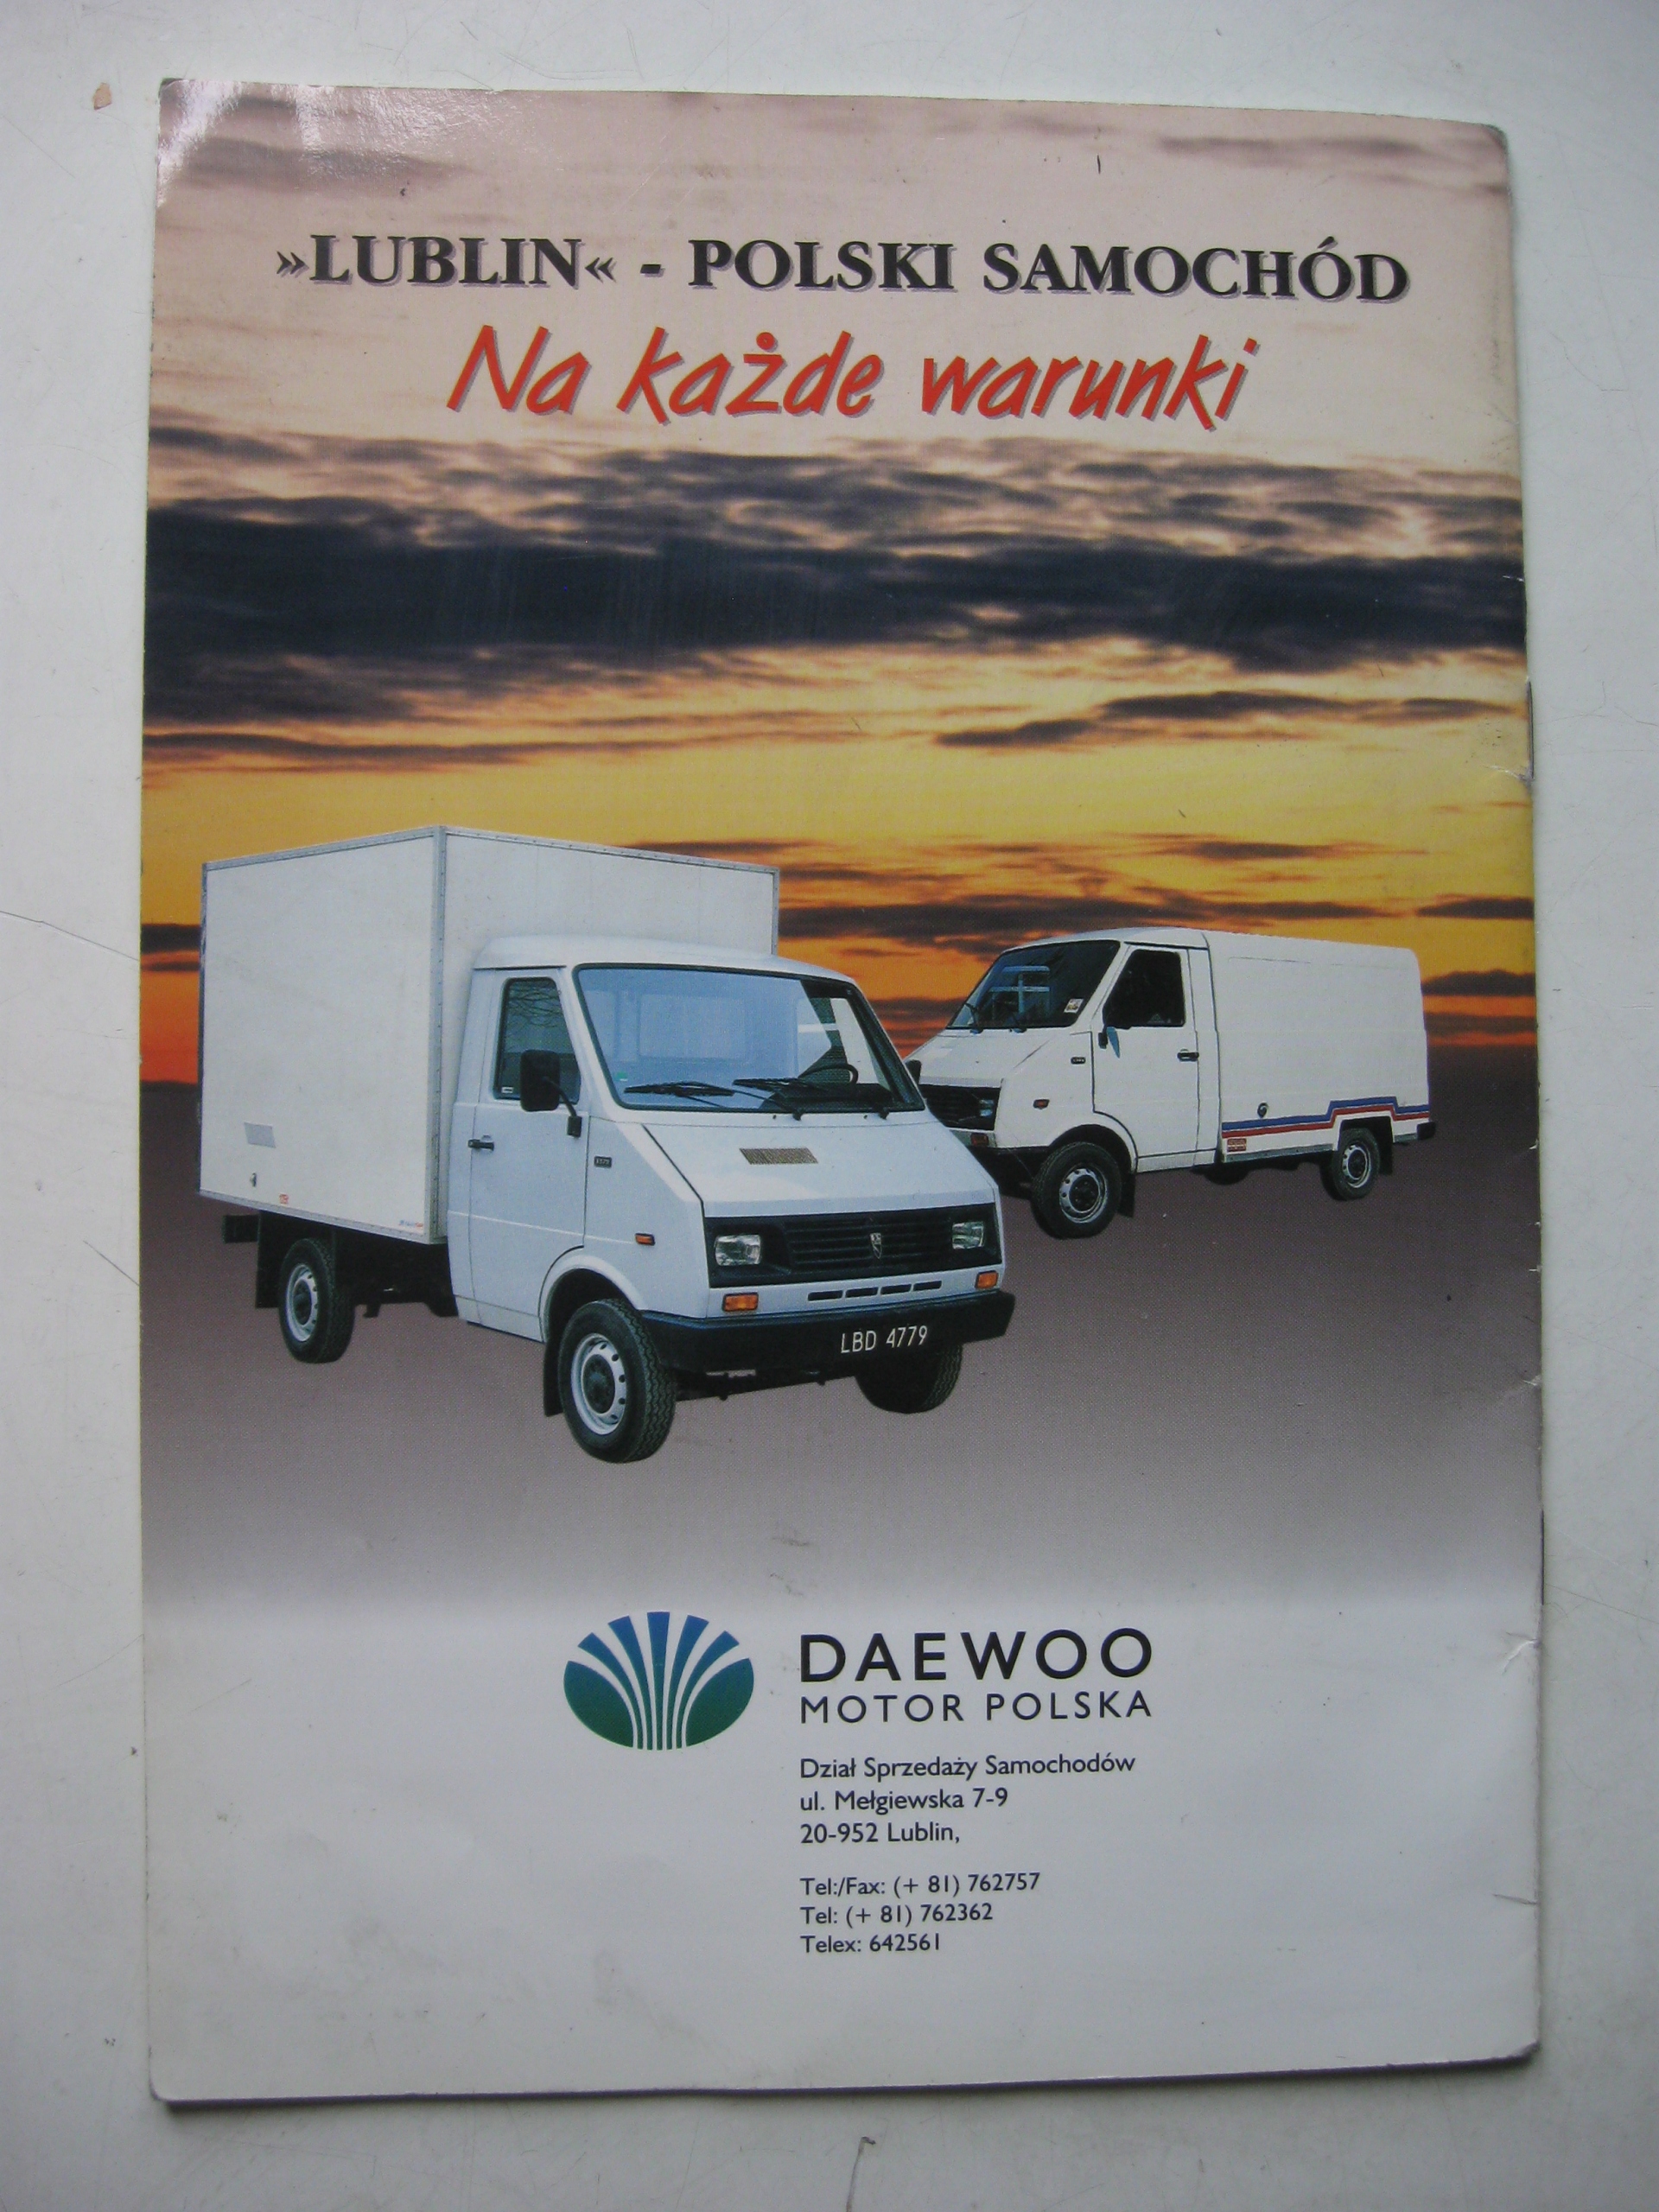 »LUBLIN« - POLSKI SAMOCHÓD
Na każde warunki
LBD 4779
DAEWOO
MOTOR POLSKA
Dział Sprzedaży Samochodów
ul. Mełgiewska 7-9
20-952 Lublin,
Tel:/Fax: (+ 81) 762757
Tel: (+ 81) 762362
Telex: 642561